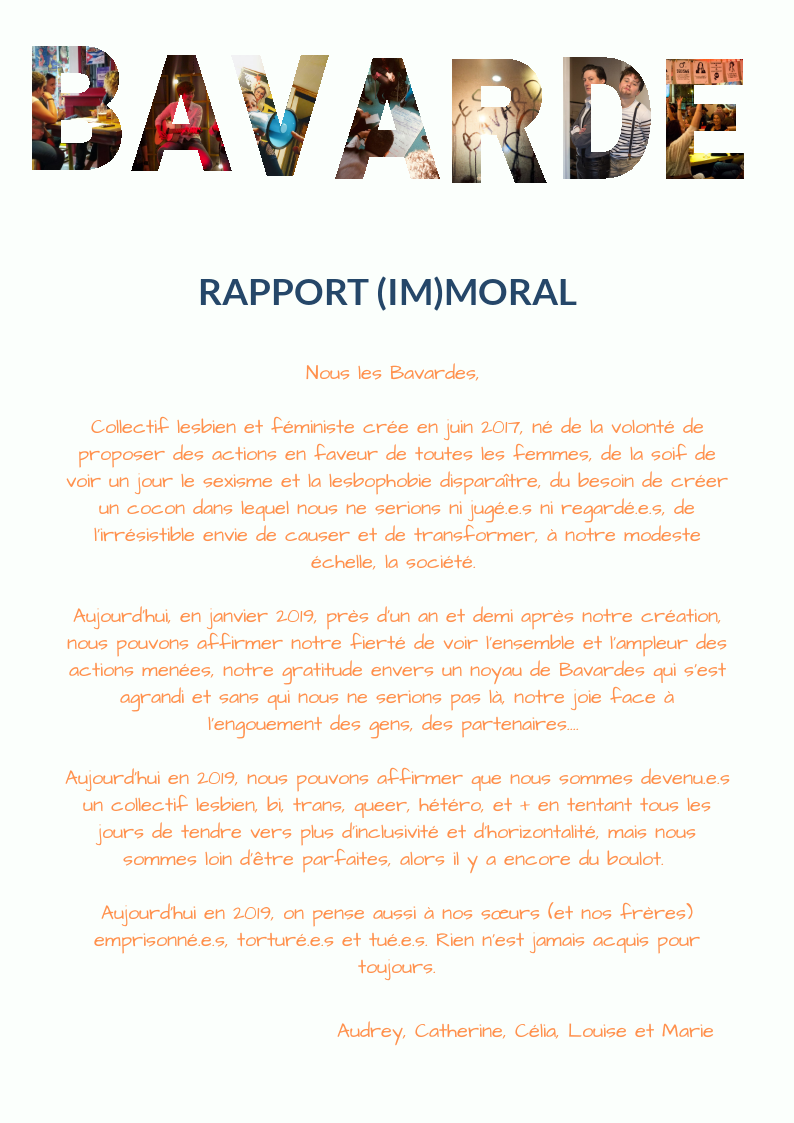 BAVARDE
RAPPORT (IM)MORAL
Nous les Bavardes,
Collectif lesbien et féministe crée en juin 2017, né de la volonté de
proposer des actions en faveur de toutes les femmes, de la soif de
voir un jour le sexisme et la lesbophobie disparaître, du besoin de créer
un cocon dans lequel nous ne serions ni jugé.e.s ni regardé.e.s, de
l'irrésistible envie de causer et de transformer, à notre modeste
échelle, la société.
Aujourd'hui, en janvier 2019, près d'un an et demi après notre création,
nous pouvons affirmer notre fierté de voir l'ensemble et l'ampleur des
actions menées, notre gratitude envers un noyau de Bavardes qui s'est
agrandi et sans qui nous ne serions pas là, notre joie face à
l'engouement des gens, des partenaires....
Aujourd'hui en 2019, nous pouvons affirmer que nous sommes devenu.e.s
un collectif lesbien, bi, trans, queer, hétéro, et + en tentant tous les
jours de tendre vers plus d'inclusivité et d'horizontalité, mais nous
sommes loin d'être parfaites, alors il y a encore du boulot.
Aujourd'hui en 2019, on pense aussi à nos sœurs (et nos frères)
emprisonné.e.s, torturé.e.s et tué.e.s. Rien n'est jamais acquis pour
toujours.
Audrey, Catherine, Célia, Louise et Marie